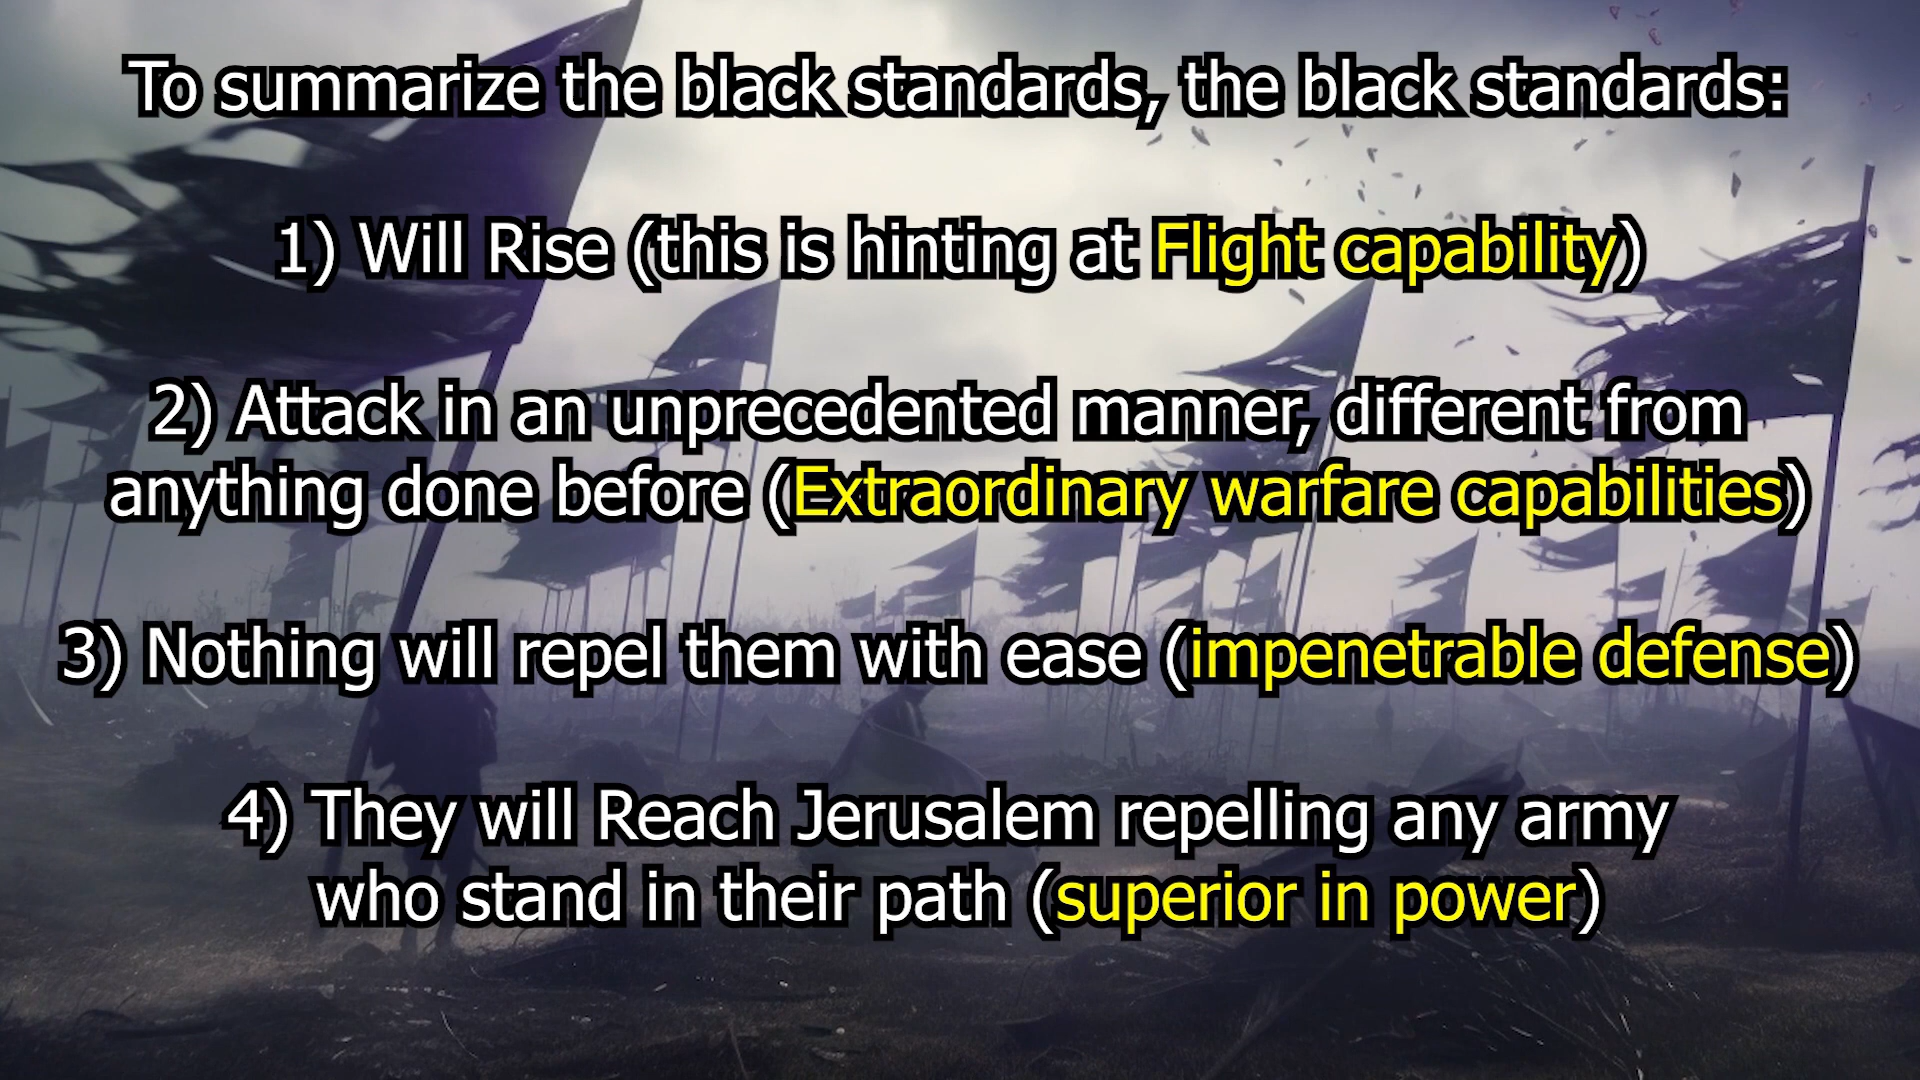 To summarize the black standards, the black standards:
1) Will Rise (this is hinting at Flight capability)
2) Attack in an unprecedented manner, different from
anything done before (Extraordinary warfare capabilities)
3) Nothing will repel them with ease (impenetrable defense)
4) They will Reach Jerusalem repelling any army
who stand in their path (superior in power)